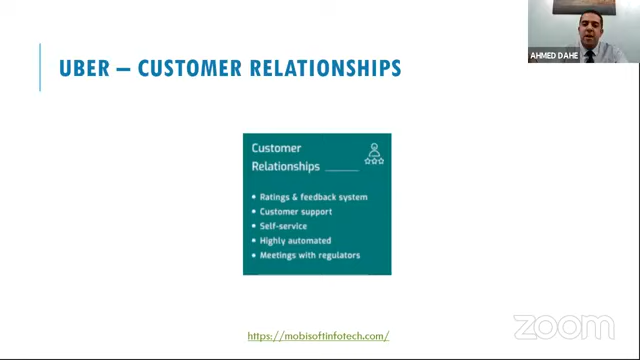 AHMED DAHE
UBER – CUSTOMER RELATIONSHIPS
Customer
Relationships
• Ratings & feedback system
• Customer support
• Self-service
• Highly automated
• Meetings with regulators
https://mobisoftinfotech.com/
zoom